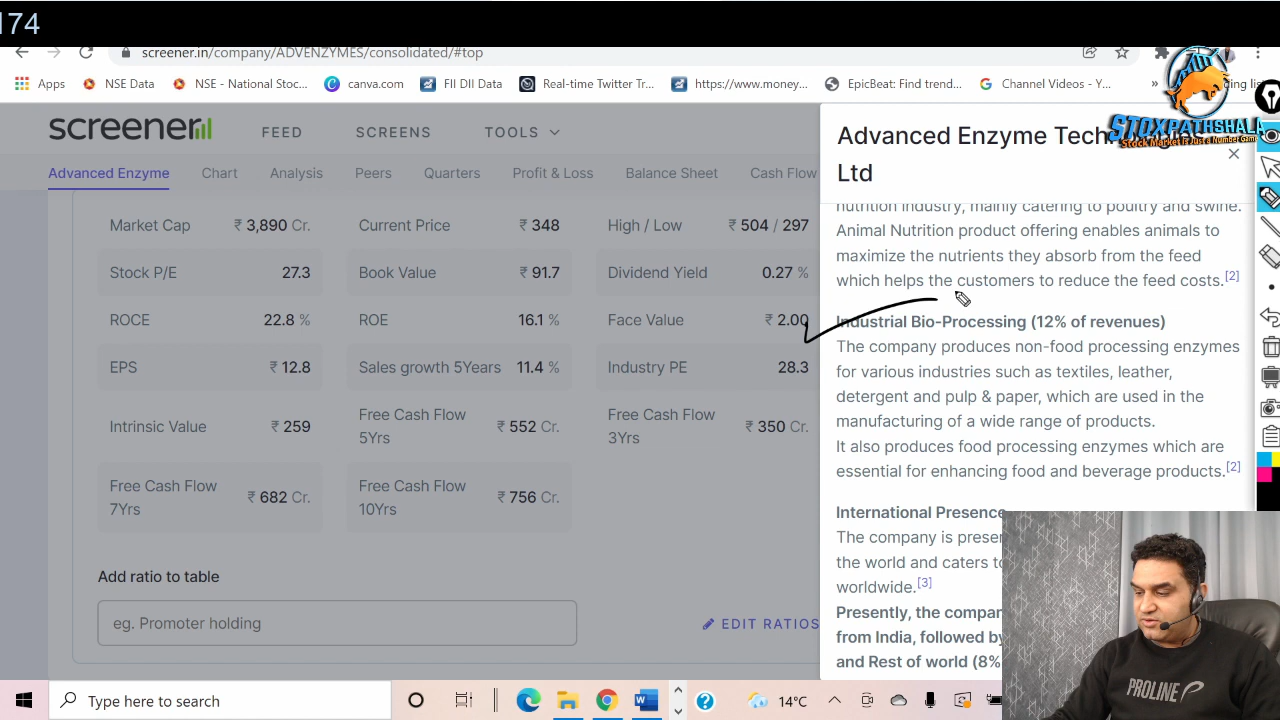 174
screener.in/company/ADVENZYMES/consolidated/#top
Apps NSE Data NSE - National Stoc... canva.com FII DII Data Real-time Twitter Tr... https://www.money... EpicBeat: Find trend... Channel Videos - Y... » ding list
STOXPATHSHALA
Stock Market is Just a Number Game
screener FEED SCREENS TOOLS
Advanced Enzyme Chart Analysis Peers Quarters Profit & Loss Balance Sheet Cash Flow
Market Cap ₹ 3,890 Cr. Current Price ₹ 348 High / Low ₹ 504 / 297
Stock P/E 27.3 Book Value ₹ 91.7 Dividend Yield 0.27 %
ROCE 22.8 % ROE 16.1 % Face Value ₹ 2.00
EPS ₹ 12.8 Sales growth 5Years 11.4 % Industry PE 28.3
Intrinsic Value ₹ 259 Free Cash Flow 5Yrs ₹ 552 Cr. Free Cash Flow 3Yrs ₹ 350 Cr.
Free Cash Flow 7Yrs ₹ 682 Cr. Free Cash Flow 10Yrs ₹ 756 Cr.
Add ratio to table
eg. Promoter holding
EDIT RATIOS
Advanced Enzyme Tech
Ltd
nutrition industry, mainly catering to poultry and swine.
Animal Nutrition product offering enables animals to
maximize the nutrients they absorb from the feed
which helps the customers to reduce the feed costs.[2]
Industrial Bio-Processing (12% of revenues)
The company produces non-food processing enzymes
for various industries such as textiles, leather,
detergent and pulp & paper, which are used in the
manufacturing of a wide range of products.
It also produces food processing enzymes which are
essential for enhancing food and beverage products.[2]
International Presence
The company is presen
the world and caters to
worldwide.[3]
Presently, the compan
from India, followed by
and Rest of world (8%
PROLINE
Type here to search
14°C